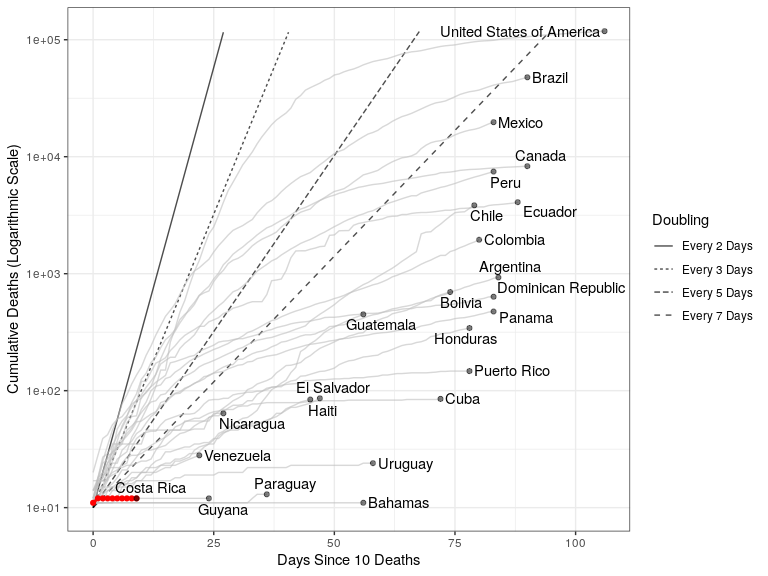 United States of America
Brazil
Mexico
Canada
Peru
Ecuador
Chile
Colombia
Argentina
Dominican Republic
Bolivia
Panama
Guatemala
Honduras
Puerto Rico
El Salvador
Cuba
Haiti
Nicaragua
Venezuela
Uruguay
Paraguay
Costa Rica
Bahamas
Guyana
1e+05
1e+04
1e+03
1e+02
1e+01
Cumulative Deaths (Logarithmic Scale)
0
25
50
75
100
Days Since 10 Deaths
Doubling
Every 2 Days
Every 3 Days
Every 5 Days
Every 7 Days